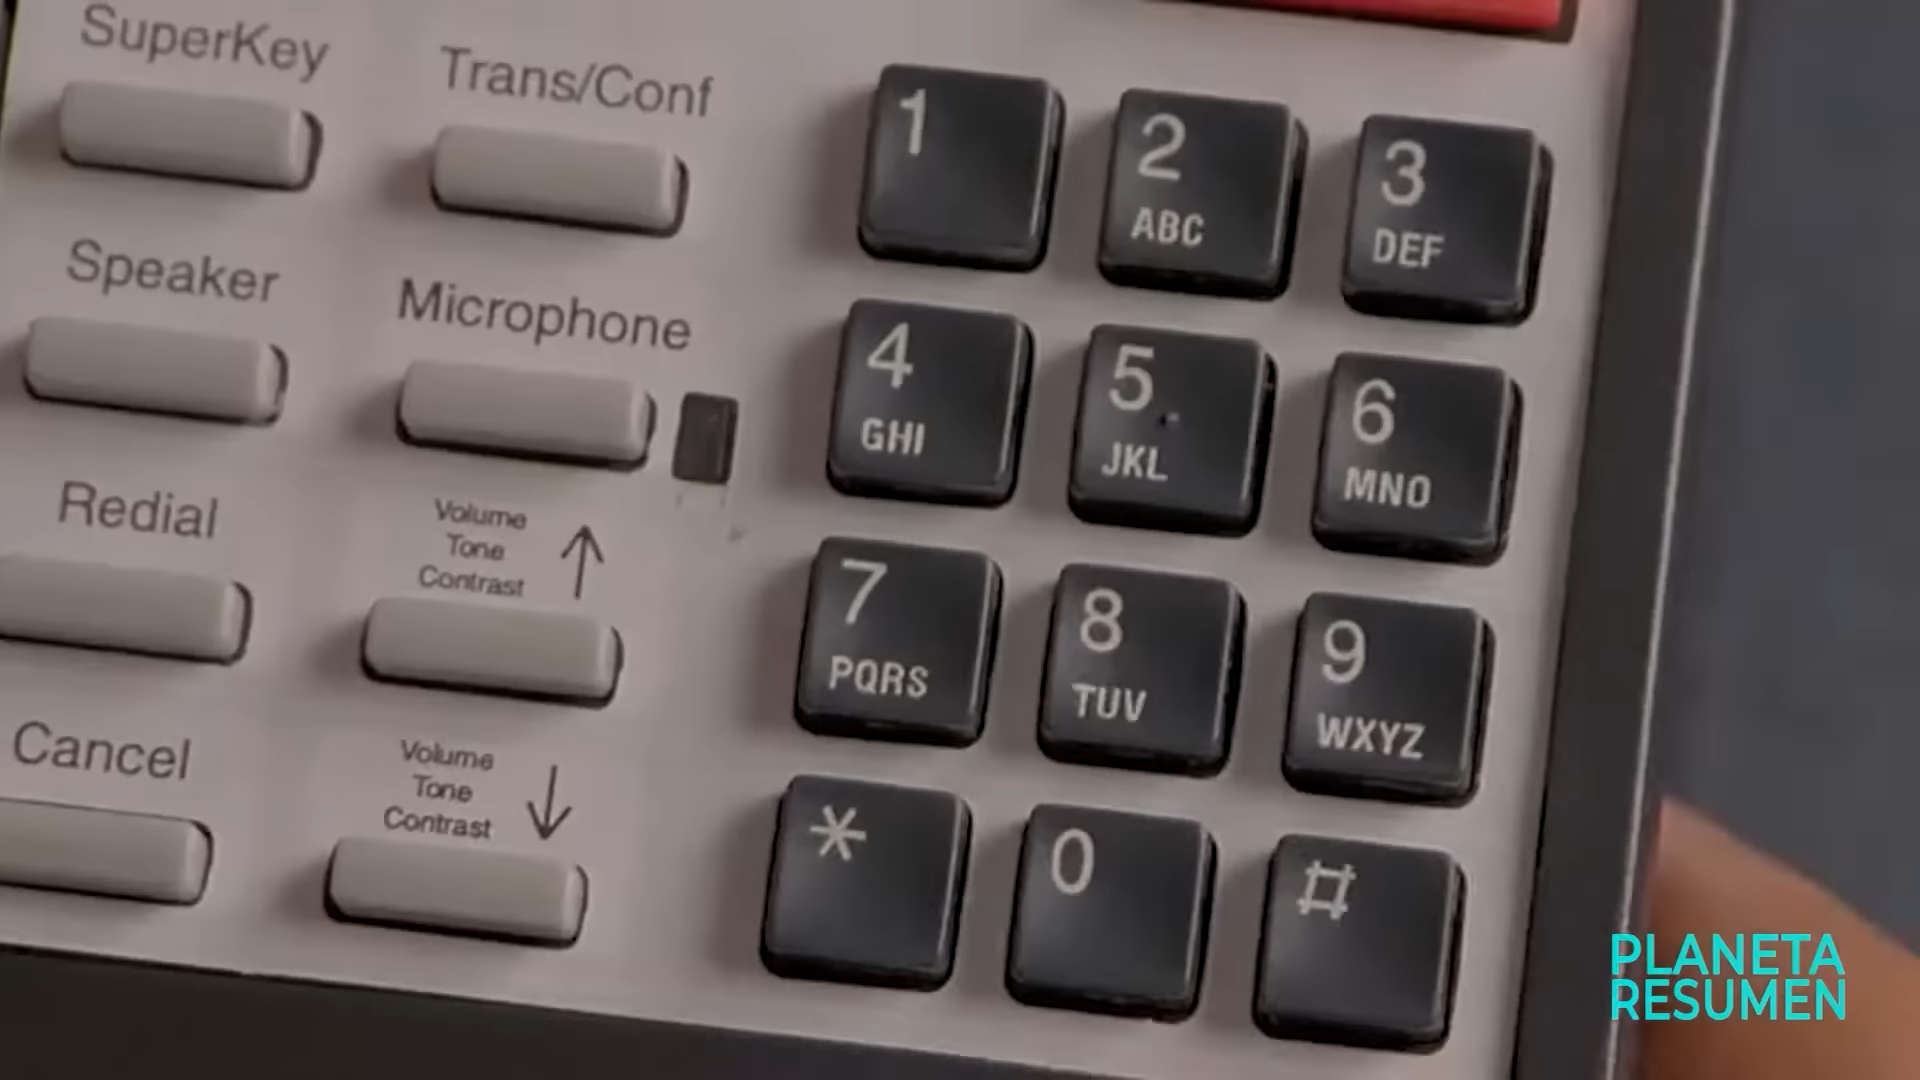 SuperKey
Trans/Conf
1
2
ABC
3
DEF
Speaker
Microphone
4
GHI
5
JKL
6
MNO
Redial
Volume
Tone
Contrast
↑
7
PQRS
8
TUV
9
WXYZ
Cancel
Volume
Tone
Contrast
↓
*
0
#
PLANETA
RESUMEN